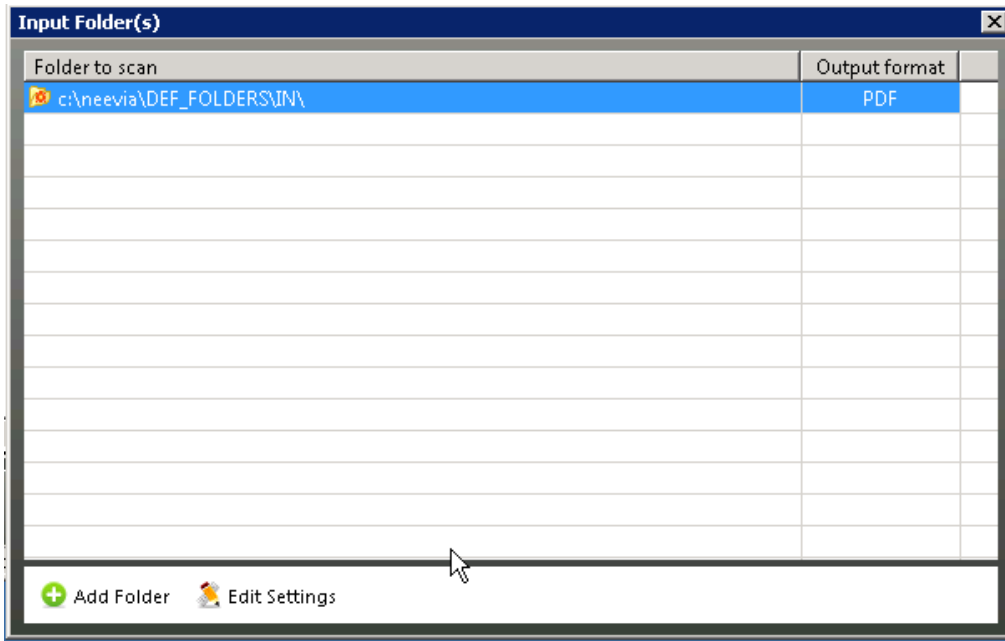 Input Folder(s)
Folder to scan Output format
c:\neevia\DEF_FOLDERS\IN\ PDF
Add Folder Edit Settings